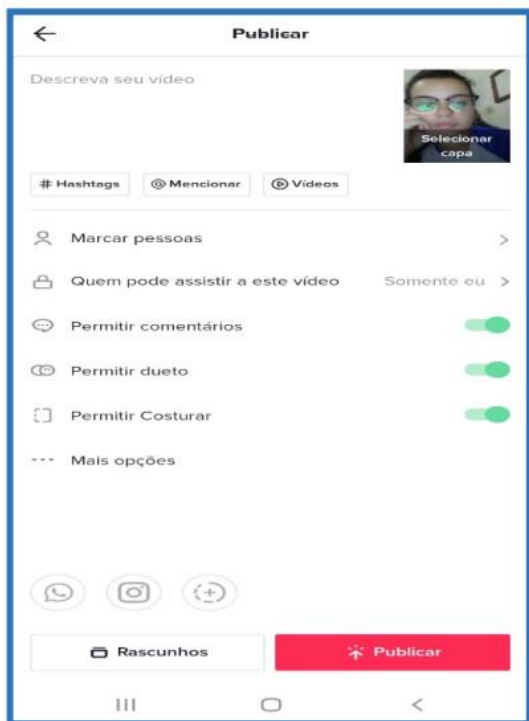 Publicar
Descreva seu vídeo
Selecionar
capa
# Hashtags
@ Mencionar
Vídeos
Marcar pessoas
Quem pode assistir a este vídeo
Somente eu
Permitir comentários
Permitir dueto
Permitir Costurar
Mais opções
Rascunhos
Publicar